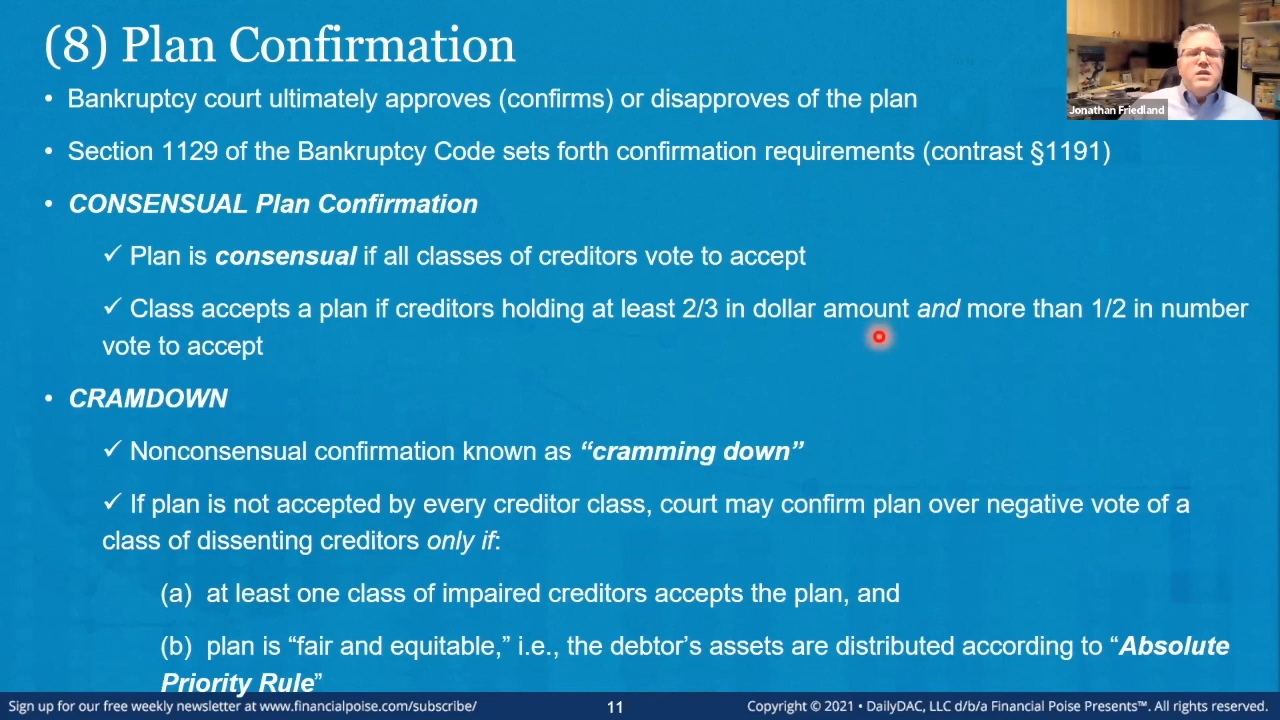 (8) Plan Confirmation
Jonathan Friedland
• Bankruptcy court ultimately approves (confirms) or disapproves of the plan
• Section 1129 of the Bankruptcy Code sets forth confirmation requirements (contrast §1191)
• CONSENSUAL Plan Confirmation
✓ Plan is consensual if all classes of creditors vote to accept
✓ Class accepts a plan if creditors holding at least 2/3 in dollar amount and more than 1/2 in number
vote to accept
• CRAMDOWN
✓ Nonconsensual confirmation known as “cramming down”
✓ If plan is not accepted by every creditor class, court may confirm plan over negative vote of a
class of dissenting creditors only if:
(a) at least one class of impaired creditors accepts the plan, and
(b) plan is “fair and equitable,” i.e., the debtor’s assets are distributed according to “Absolute
Priority Rule”
Sign up for our free weekly newsletter at www.financialpoise.com/subscribe/
11
Copyright © 2021 • DailyDAC, LLC d/b/a Financial Poise Presents™. All rights reserved.